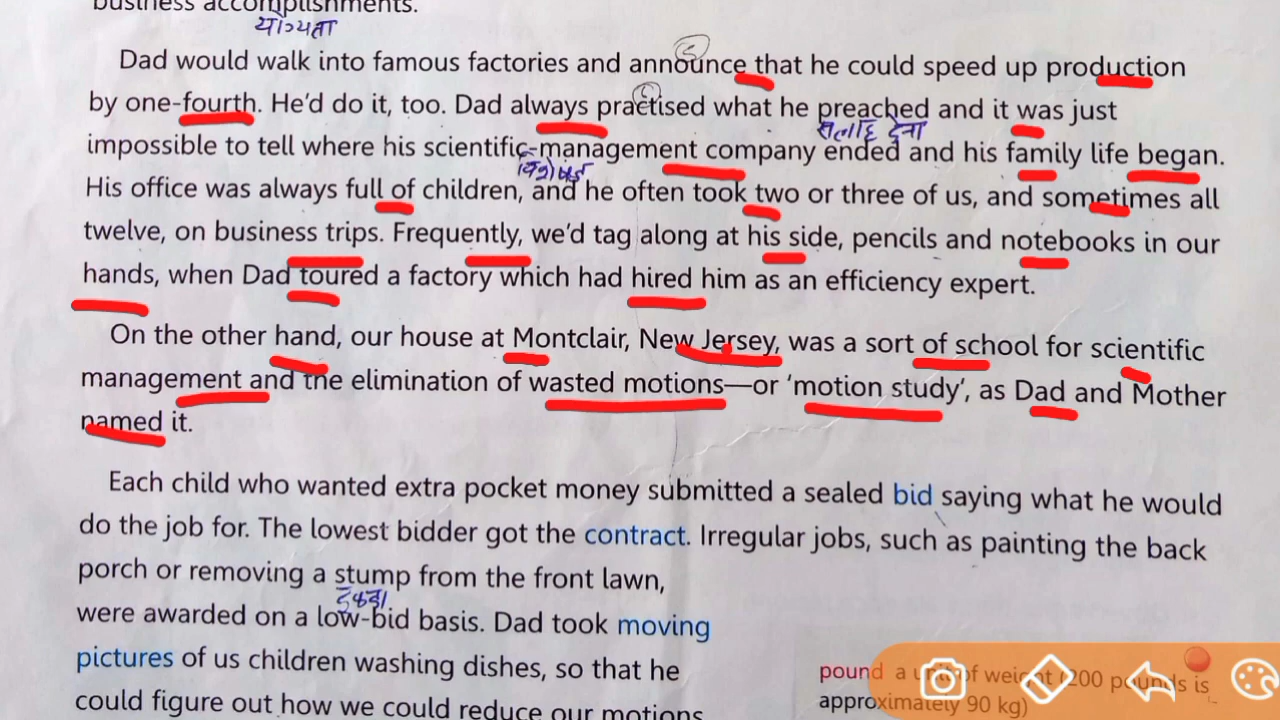 business accomplishments.
योग्यता
Dad would walk into famous factories and announce that he could speed up production
by one-fourth. He'd do it, too. Dad always practised what he preached and it was just
सलाह देना
impossible to tell where his scientific-management company ended and his family life began.
His office was always full of children, and he often took two or three of us, and sometimes all
twelve, on business trips. Frequently, we'd tag along at his side, pencils and notebooks in our
hands, when Dad toured a factory which had hired him as an efficiency expert.
On the other hand, our house at Montclair, New Jersey, was a sort of school for scientific
management and the elimination of wasted motions—or 'motion study', as Dad and Mother
named it.
Each child who wanted extra pocket money submitted a sealed bid saying what he would
do the job for. The lowest bidder got the contract. Irregular jobs, such as painting the back
porch or removing a stump from the front lawn,
were awarded on a low-bid basis. Dad took moving
pictures of us children washing dishes, so that he
could figure out how we could reduce our motions
pound a unit of weight (200 pounds is
approximately 90 kg)